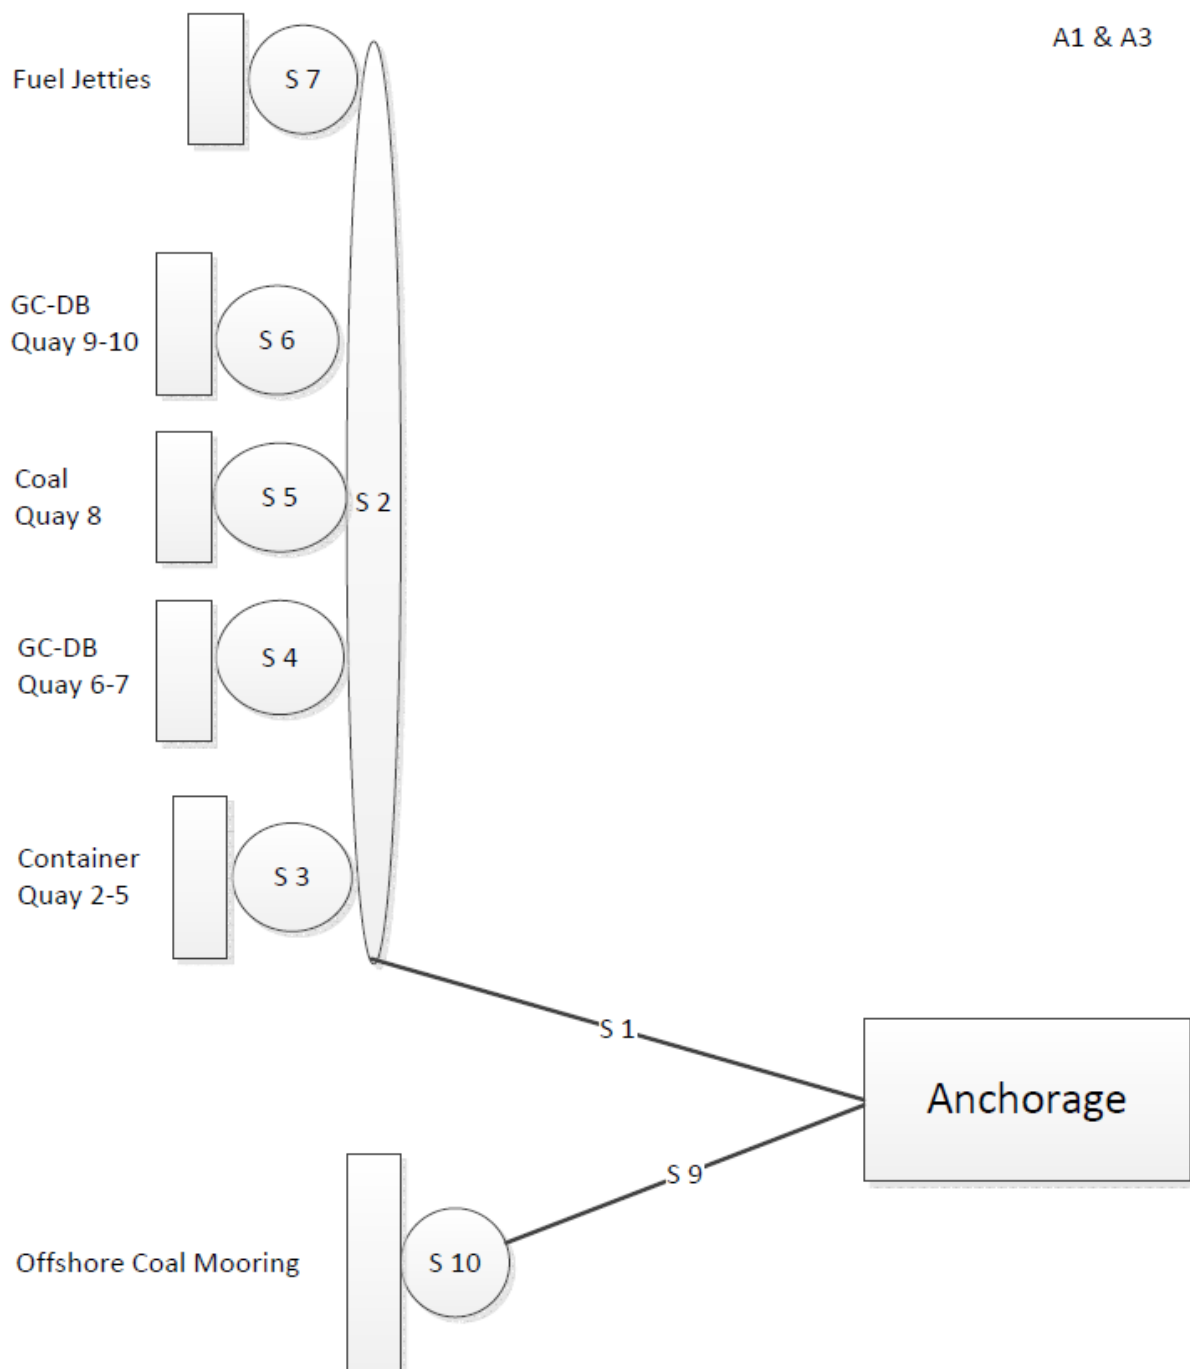 A1 & A3
Fuel Jetties
S 7
GC-DB
Quay 9-10
S 6
Coal
Quay 8
S 5
S 2
GC-DB
Quay 6-7
S 4
Container
Quay 2-5
S 3
S 1
Anchorage
S 9
Offshore Coal Mooring
S 10